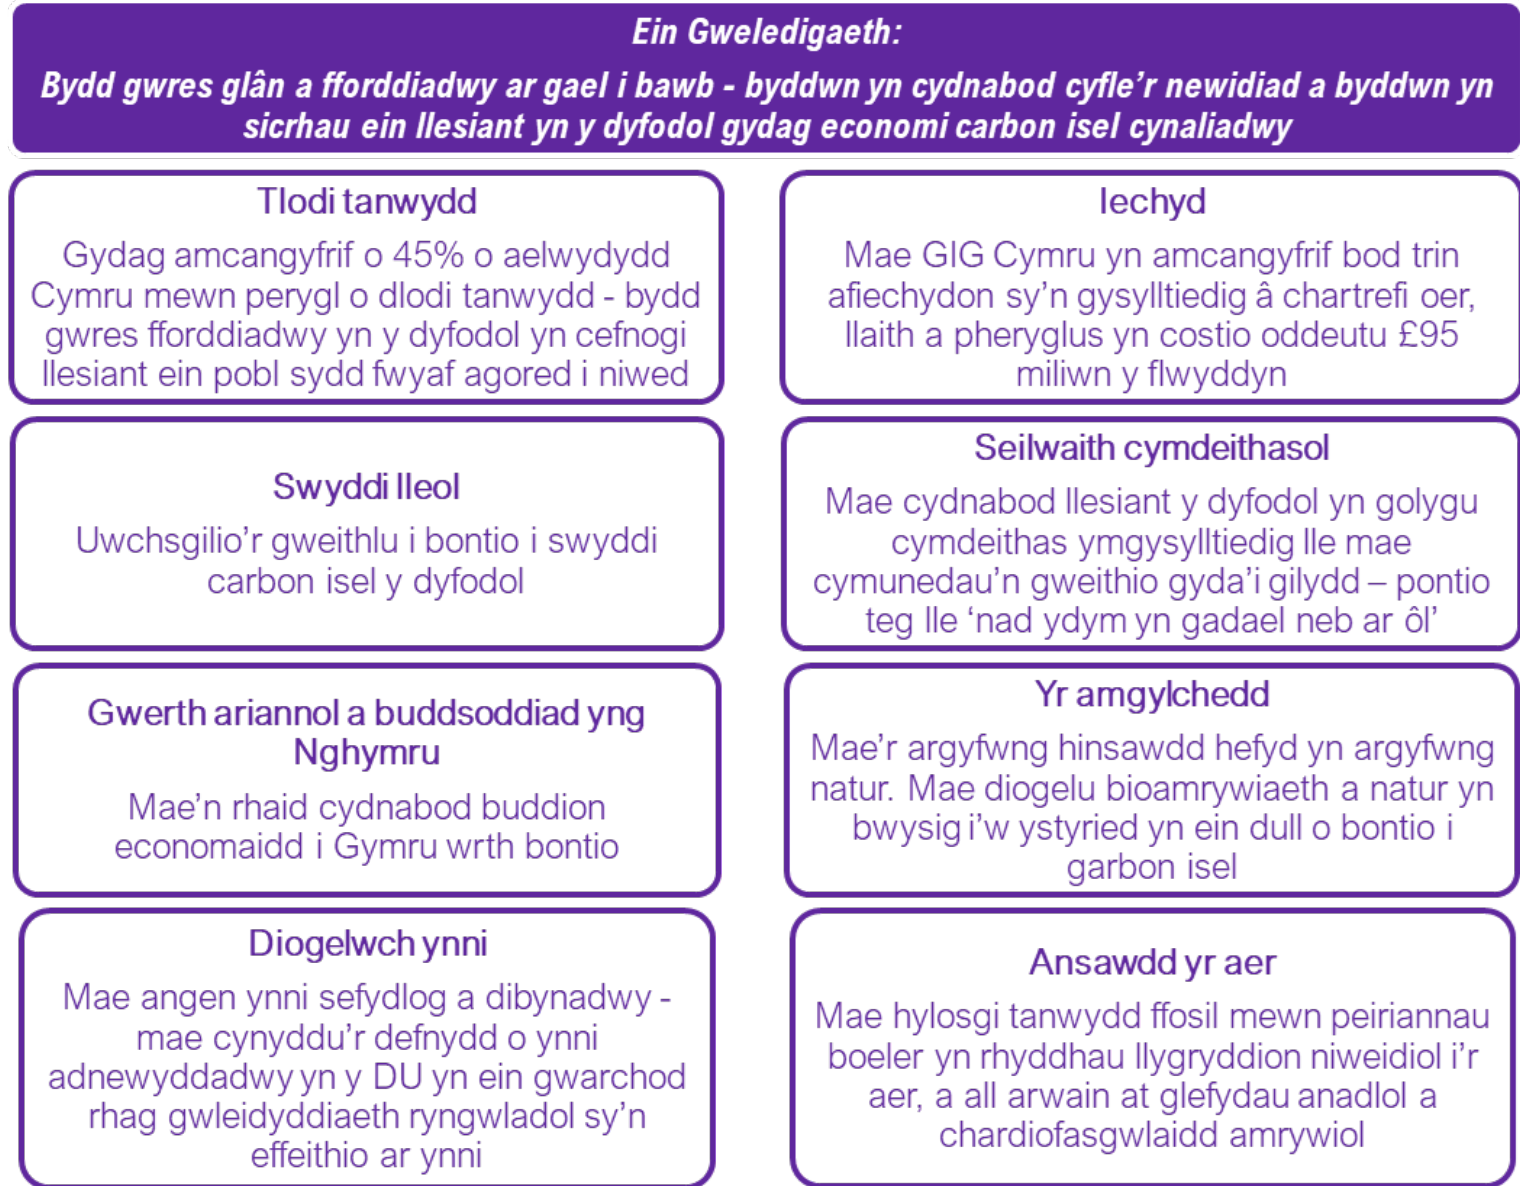 Ein Gweledigaeth:
Bydd gwres glân a fforddiadwy ar gael i bawb - byddwn yn cydnabod cyfle’r newidiad a byddwn yn
sicrhau ein llesiant yn y dyfodol gydag economi carbon isel cynaliadwy
Tlodi tanwydd
Gydag amcangyfrif o 45% o aelwydydd
Cymru mewn perygl o dlodi tanwydd - bydd
gwres fforddiadwy yn y dyfodol yn cefnogi
llesiant ein pobl sydd fwyaf agored i niwed
Iechyd
Mae GIG Cymru yn amcangyfrif bod trin
afiechydon sy’n gysylltiedig â chartrefi oer,
llaith a pheryglus yn costio oddeutu £95
miliwn y flwyddyn
Swyddi lleol
Uwchsgilio’r gweithlu i bontio i swyddi
carbon isel y dyfodol
Seilwaith cymdeithasol
Mae cydnabod llesiant y dyfodol yn golygu
cymdeithas ymgysylltiedig lle mae
cymunedau’n gweithio gyda’i gilydd – pontio
teg lle ‘nad ydym yn gadael neb ar ôl’
Gwerth ariannol a buddsoddiad yng
Nghymru
Mae’n rhaid cydnabod buddion
economaidd i Gymru wrth bontio
Yr amgylchedd
Mae’r argyfwng hinsawdd hefyd yn argyfwng
natur. Mae diogelu bioamrywiaeth a natur yn
bwysig i’w ystyried yn ein dull o bontio i
garbon isel
Diogelwch ynni
Mae angen ynni sefydlog a dibynadwy -
mae cynyddu’r defnydd o ynni
adnewyddadwy yn y DU yn ein gwarchod
rhag gwleidyddiaeth ryngwladol sy’n
effeithio ar ynni
Ansawdd yr aer
Mae hylosgi tanwydd ffosil mewn peiriannau
boeler yn rhyddhau llygryddion niweidiol i’r
aer, a all arwain at glefydau anadlol a
chardiofasgwlaidd amrywiol